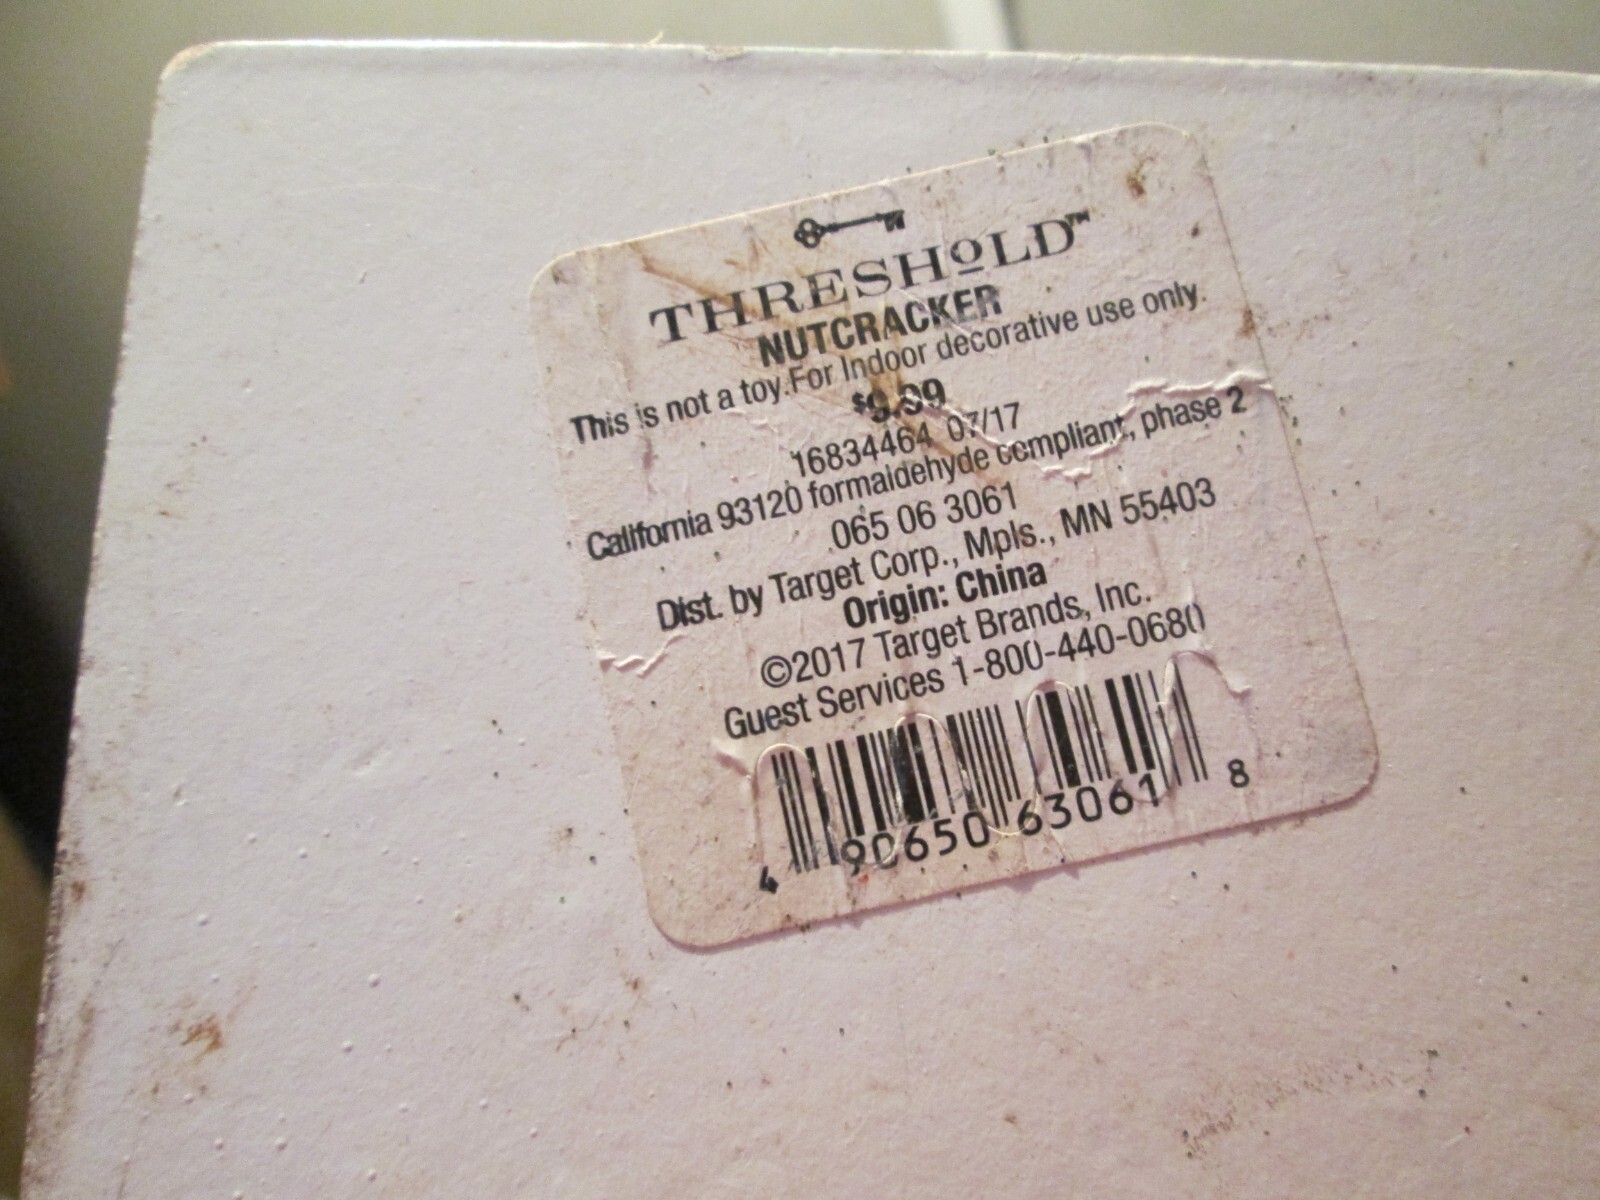 THRESHOLD™
NUTCRACKER
This is not a toy.For Indoor decorative use only.
$9.99
16834464 07/17
California 93120 formaldehyde compliant, phase 2
065 06 3061
Dist. by Target Corp., Mpls., MN 55403
Origin: China
©2017 Target Brands, Inc.
Guest Services 1-800-440-0680
4 90650 63061 8